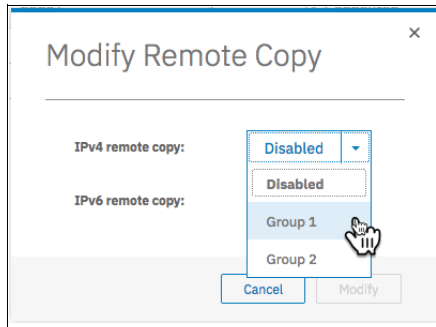 Modify Remote Copy
IPv4 remote copy:
Disabled
Disabled
IPv6 remote copy:
Group 1
Group 2
Cancel
Modify